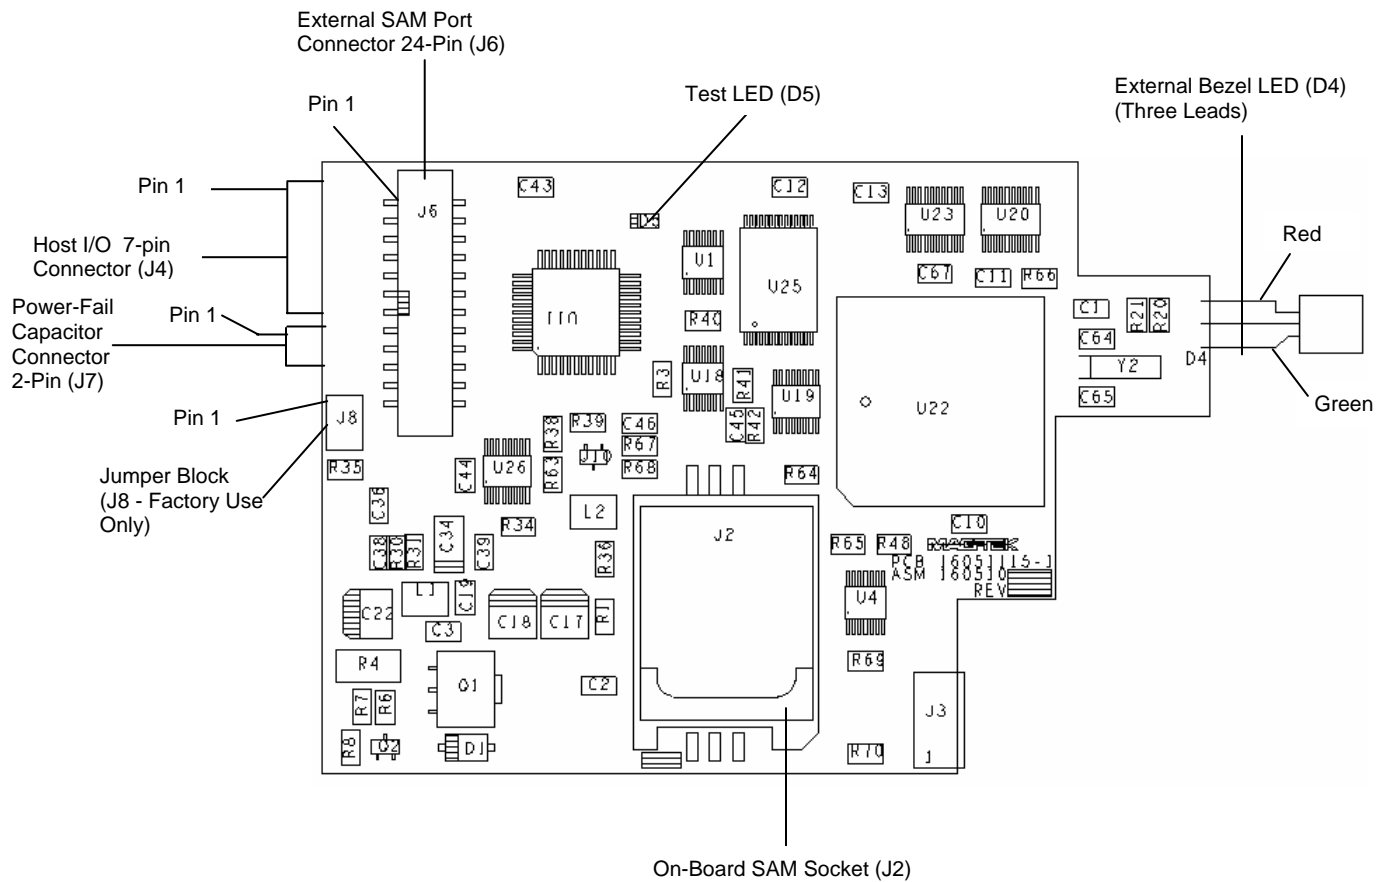 External SAM Port
Connector 24-Pin (J6)
Pin 1
Test LED (D5)
External Bezel LED (D4)
(Three Leads)
Pin 1
Host I/O 7-pin
Connector (J4)
Power-Fail
Capacitor
Connector
2-Pin (J7)
Pin 1
Pin 1
Jumper Block
(J8 - Factory Use
Only)
Red
Green
J6
C43
D5
C12
C13
U23
U20
U1
U25
C67
C11
R66
U11
R40
C1
R21
R20
C64
Y2
D4
C65
R3
U18
R41
U19
U22
J8
C45
R42
R38
R39
C46
R67
J10
R68
R63
R35
C44
U26
R64
C36
C34
R34
L2
J2
C10
C38
R30
R31
C39
R36
R65
R48
MAGTEK
PCB 16051115-1
ASM 160510
REV
L1
C19
C22
C18
C17
R1
U4
C3
R4
Q1
C2
R69
R7
R6
J3
R8
Q2
D1
R70
1
On-Board SAM Socket (J2)